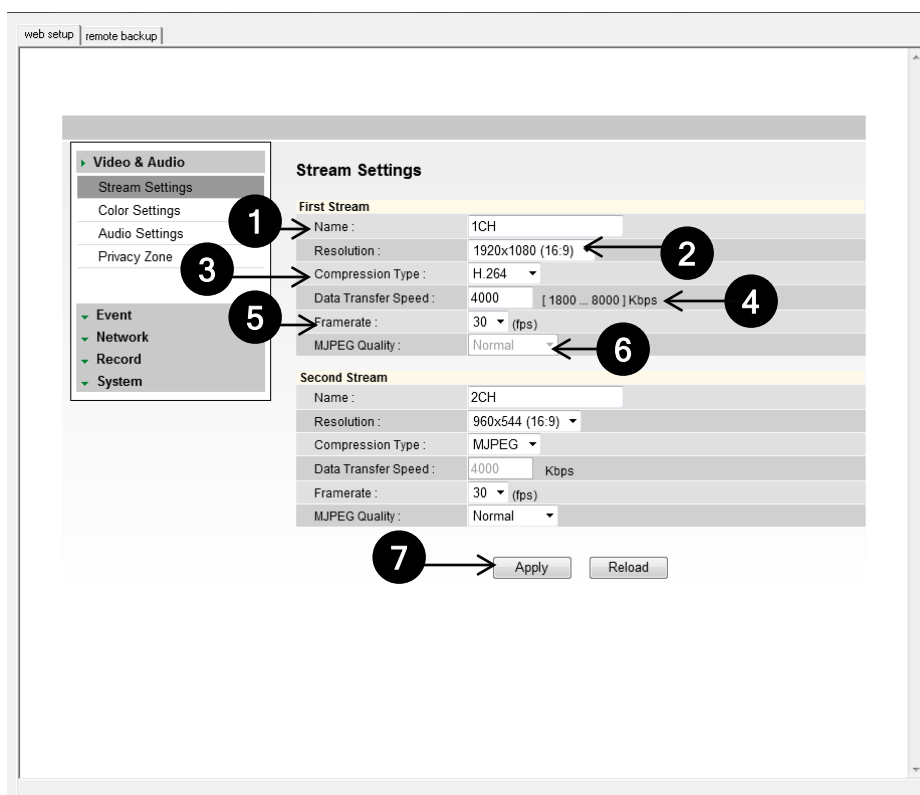 web setup
remote backup
Video & Audio
Stream Settings
Color Settings
Audio Settings
Privacy Zone
Event
Network
Record
System
Stream Settings
First Stream
1
Name :
1CH
Resolution :
1920x1080 (16:9)
2
3
Compression Type :
H.264
Data Transfer Speed :
4000
[ 1800 ... 8000 ] Kbps
4
5
Framerate :
30
(fps)
MJPEG Quality :
Normal
6
Second Stream
Name :
2CH
Resolution :
960x544 (16:9)
Compression Type :
MJPEG
Data Transfer Speed :
4000
Kbps
Framerate :
30
(fps)
MJPEG Quality :
Normal
7
Apply
Reload